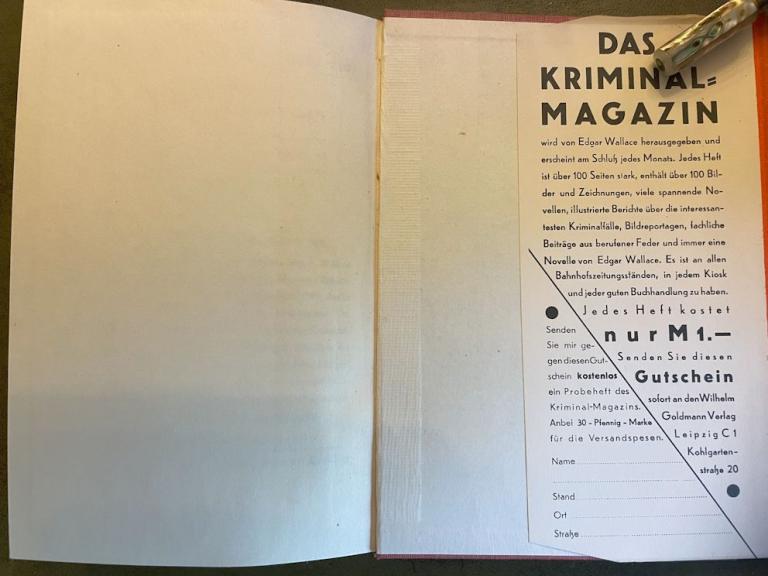 DAS
KRIMINAL=
MAGAZIN
wird von Edgar Wallace herausgegeben und
erscheint am Schluß jedes Monats. Jedes Heft
ist über 100 Seiten stark, enthält über 100 Bil-
der und Zeichnungen, viele spannende No-
vellen, illustrierte Berichte über die interessan-
testen Kriminalfälle, Bildreportagen, fachliche
Beiträge aus berufener Feder und immer eine
Novelle von Edgar Wallace. Es ist an allen
Bahnhofszeitungsständen, in jedem Kiosk
und jeder guten Buchhandlung zu haben.
Jedes Heft kostet
nur M 1.—
Senden Sie diesen
Gutschein
sofort an den Wilhelm
Goldmann Verlag
Leipzig C 1
Kohlgarten-
straße 20
Senden
Sie mir ge-
gen diesen Gut-
schein kostenlos
ein Probeheft des
Kriminal-Magazins.
Anbei 30-Pfennig-Marke
für die Versandspesen.
Name
Stand
Ort
Straße